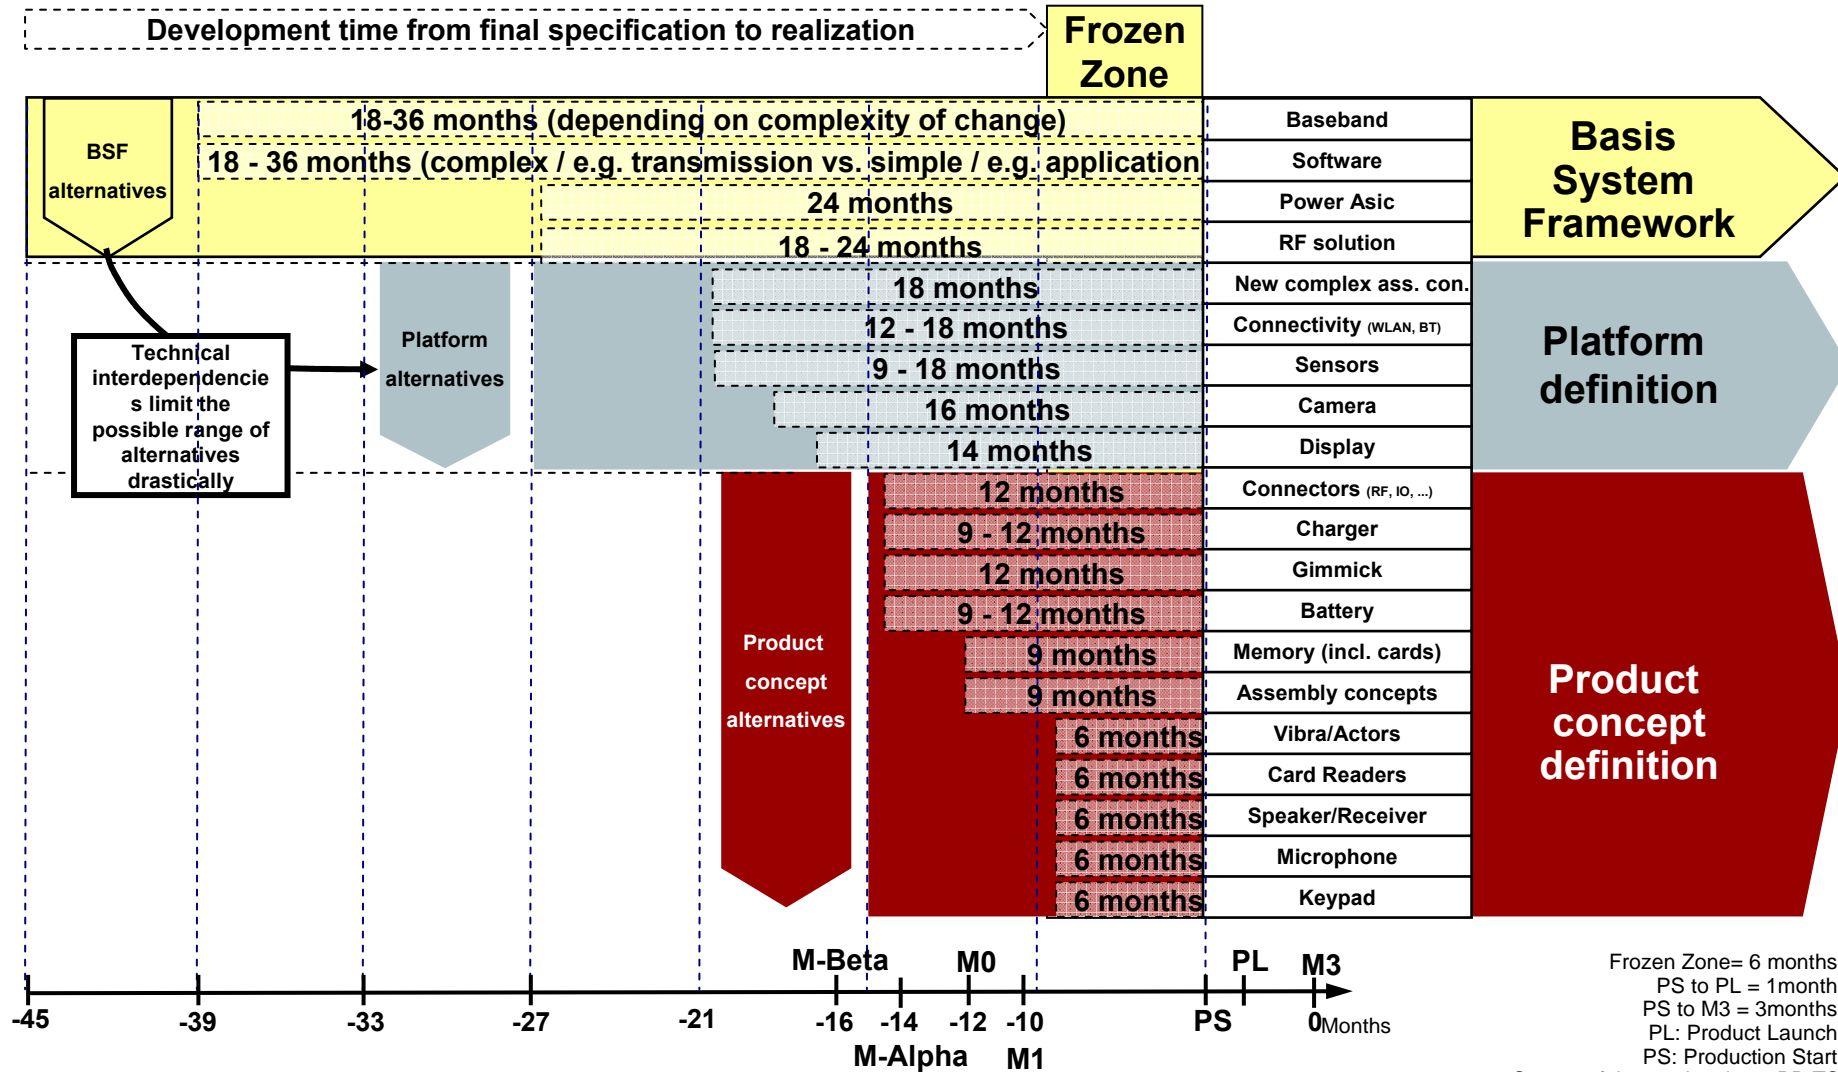 Development time from final specification to realization
Frozen
Zone
18-36 months (depending on complexity of change)
Baseband
18 - 36 months (complex / e.g. transmission vs. simple / e.g. application
Software
24 months
Power Asic
18 - 24 months
RF solution
BSF
alternatives
Basis
System
Framework
18 months
New complex ass. con.
12 - 18 months
Connectivity (WLAN, BT)
9 - 18 months
Sensors
16 months
Camera
14 months
Display
Platform
alternatives
Platform
definition
Technical
interdependencie
s limit the
possible range of
alternatives
drastically
12 months
Connectors (RF, IO, ...)
9 - 12 months
Charger
12 months
Gimmick
9 - 12 months
Battery
9 months
Memory (incl. cards)
9 months
Assembly concepts
6 months
Vibra/Actors
6 months
Card Readers
6 months
Speaker/Receiver
6 months
Microphone
6 months
Keypad
Product
concept
alternatives
Product
concept
definition
M-Beta
M0
PL
M3
-45
-39
-33
-27
-21
-16
-14
-12
-10
PS
0 Months
M-Alpha
M1
Frozen Zone= 6 months
PS to PL = 1month
PS to M3 = 3months
PL: Product Launch
PS: Production Start